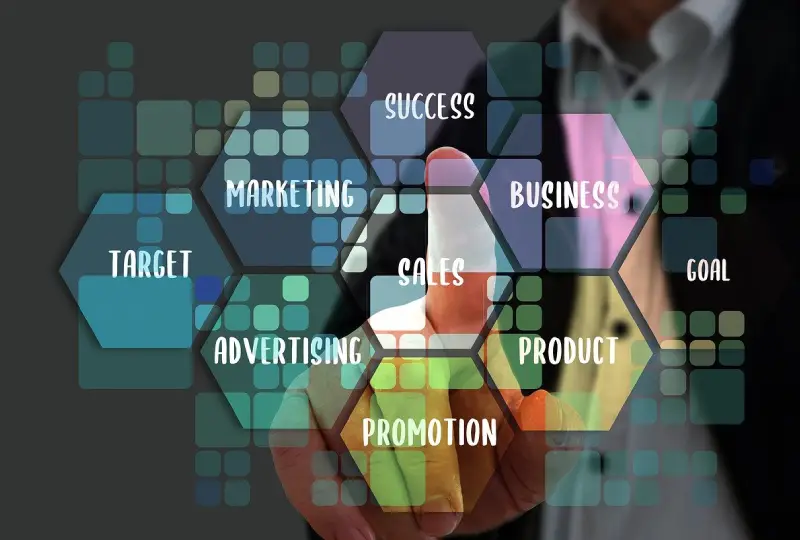 SUCCESS
MARKETING
BUSINESS
TARGET
SALES
GOAL
ADVERTISING
PRODUCT
PROMOTION